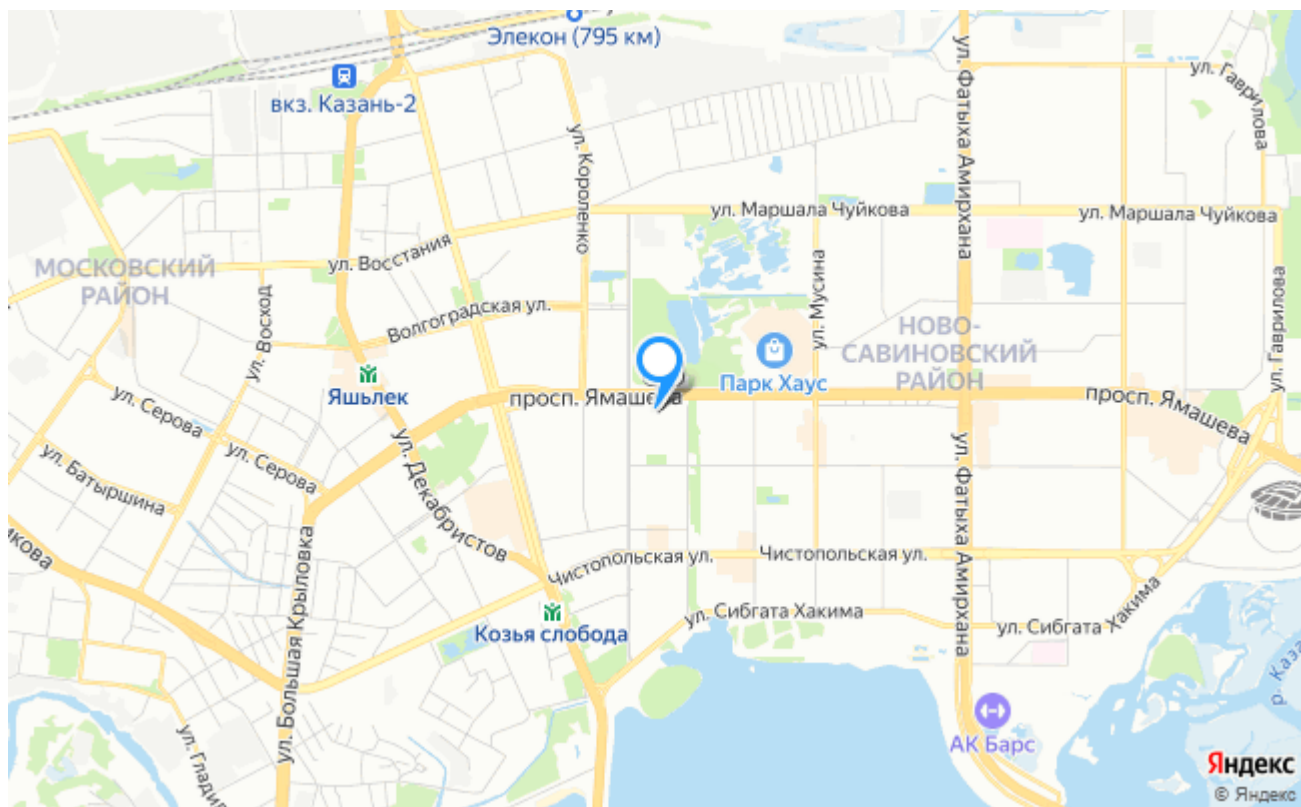 Элекон (795 км)
вкз. Казань-2
ул. Короленко
ул. Фатыха Амирхана
ул. Гаврилова
ул. Маршала Чуйкова
ул. Маршала Чуйкова
ул. Восстания
МОСКОВСКИЙ
РАЙОН
ул. Восход
Волгоградская ул.
ул. Мусина
ул. Гаврилова
НОВО-
САВИНОВСКИЙ
РАЙОН
Парк Хаус
Яшьлек
просп. Ямашева
просп. Ямашева
ул. Серова
ул. Серова
ул. Батыршина
ул. Декабристов
ул. Фатыха Амирхана
ул. Большая Крыловка
Чистопольская ул.
Чистопольская ул.
ул. Сибгата Хакима
ул. Сибгата Хакима
Козья слобода
АК Барс
Яндекс
© Яндекс